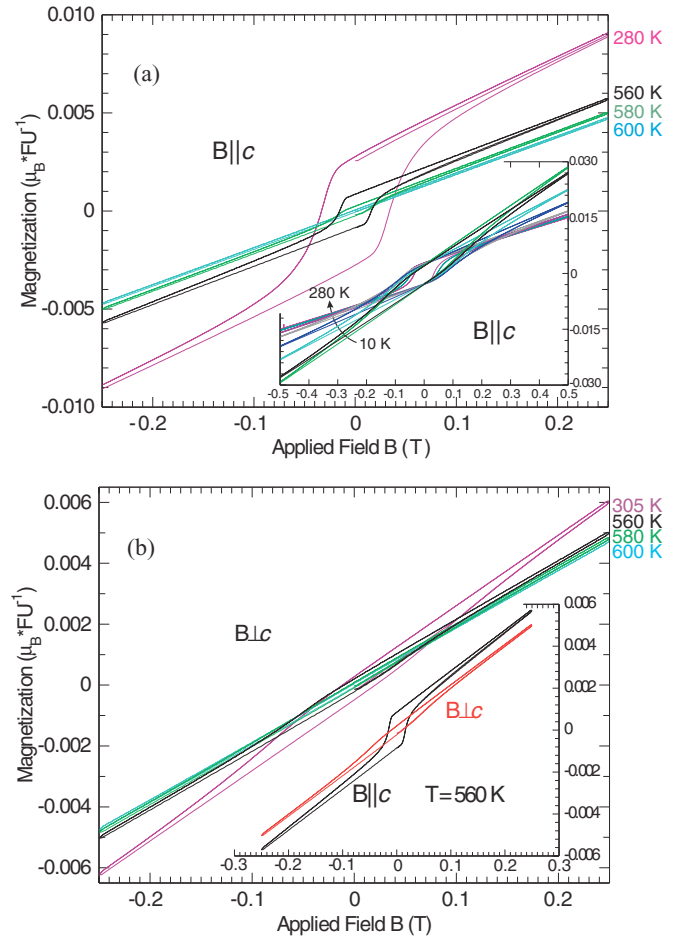 (a)
0.010
0.005
0
-0.005
-0.010
Magnetization (μB*FU-1)
B||c
280 K
560 K
580 K
600 K
0.030
0.015
0
-0.015
-0.030
280 K
10 K
B||c
-0.5 -0.4 -0.3 -0.2 -0.1 0 0.1 0.2 0.3 0.4 0.5
-0.2 -0.1 0 0.1 0.2
Applied Field B (T)
(b)
0.006
0.004
0.002
0
-0.002
-0.004
-0.006
Magnetization (μB*FU-1)
B⊥c
305 K
560 K
580 K
600 K
0.006
0.004
0.002
0
-0.002
-0.004
-0.006
B⊥c
B||c
T=560 K
-0.3 -0.2 -0.1 0 0.1 0.2 0.3
-0.2 -0.1 0 0.1 0.2
Applied Field B (T)